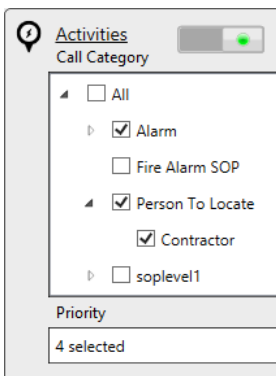 Activities
Call Category
All
Alarm
Fire Alarm SOP
Person To Locate
Contractor
soplevel1
Priority
4 selected